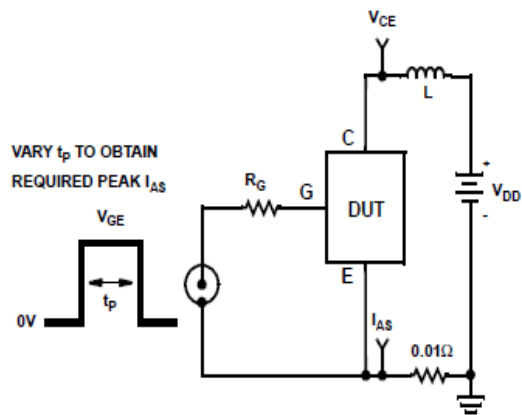 VCE
L
C
VARY tP TO OBTAIN
REQUIRED PEAK IAS
RG
G
DUT
+
VDD
-
VGE
E
tP
0V
IAS
0.01Ω